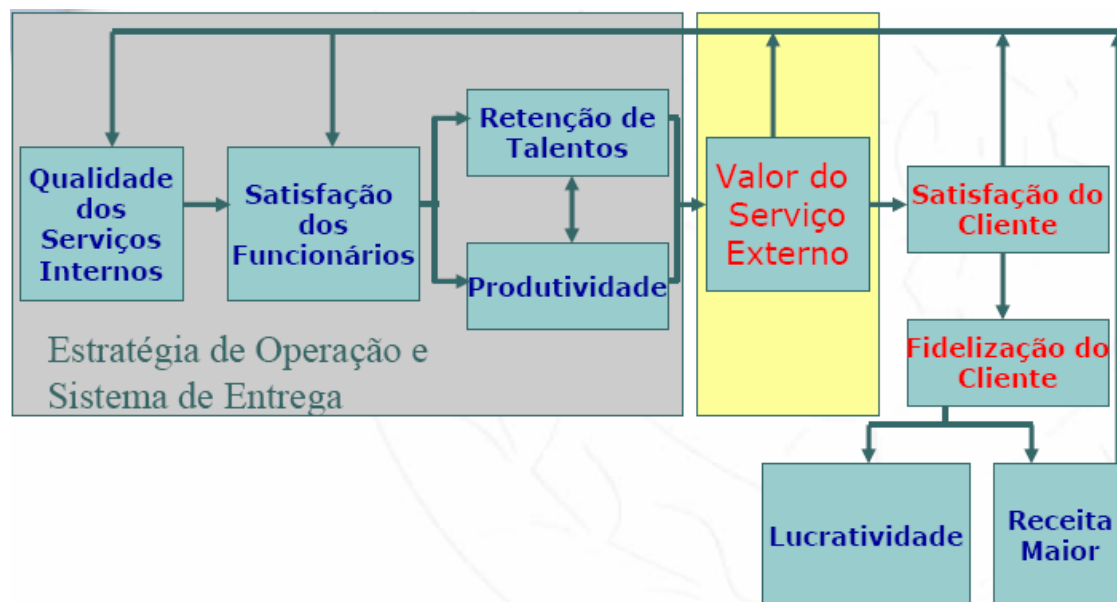 Qualidade
dos
Serviços
Internos
Satisfação
dos
Funcionários
Retenção de
Talentos
Produtividade
Valor do
Serviço
Externo
Satisfação do
Cliente
Fidelização do
Cliente
Estratégia de Operação e
Sistema de Entrega
Lucratividade
Receita
Maior